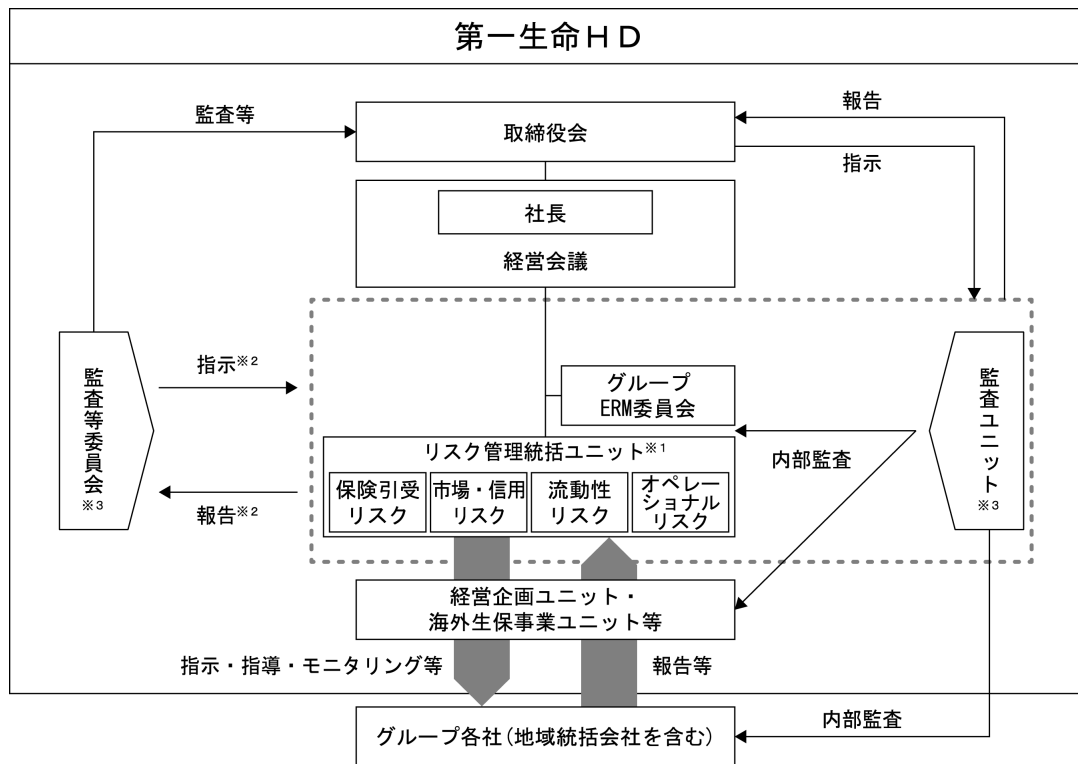 第一生命ＨＤ
監査等
取締役会
報告
指示
社長
経営会議
監査等委員会※3
指示※2
報告※2
グループ
ERM委員会
リスク管理統括ユニット※1
保険引受
リスク
市場・信用
リスク
流動性
リスク
オペレー
ショナル
リスク
内部監査
監査ユニット※3
経営企画ユニット・
海外生保事業ユニット等
指示・指導・モニタリング等
報告等
グループ各社(地域統括会社を含む)
内部監査